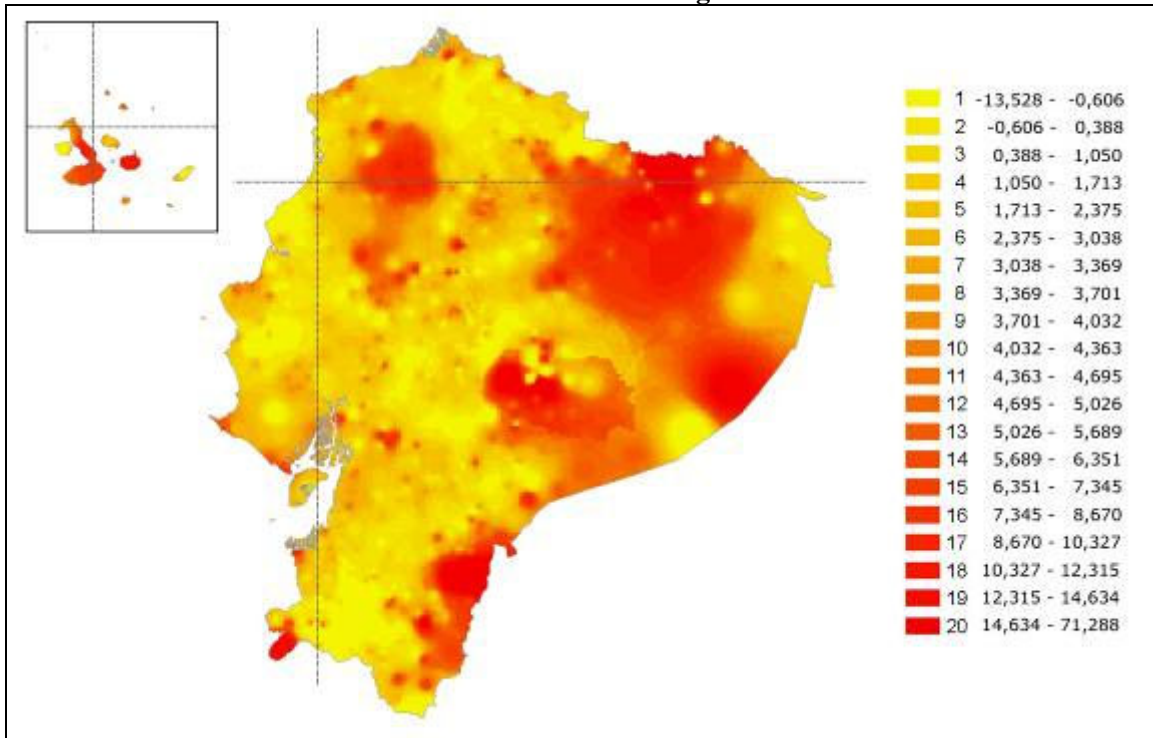 1 -13,528 - -0,606
2 -0,606 - 0,388
3 0,388 - 1,050
4 1,050 - 1,713
5 1,713 - 2,375
6 2,375 - 3,038
7 3,038 - 3,369
8 3,369 - 3,701
9 3,701 - 4,032
10 4,032 - 4,363
11 4,363 - 4,695
12 4,695 - 5,026
13 5,026 - 5,689
14 5,689 - 6,351
15 6,351 - 7,345
16 7,345 - 8,670
17 8,670 - 10,327
18 10,327 - 12,315
19 12,315 - 14,634
20 14,634 - 71,288